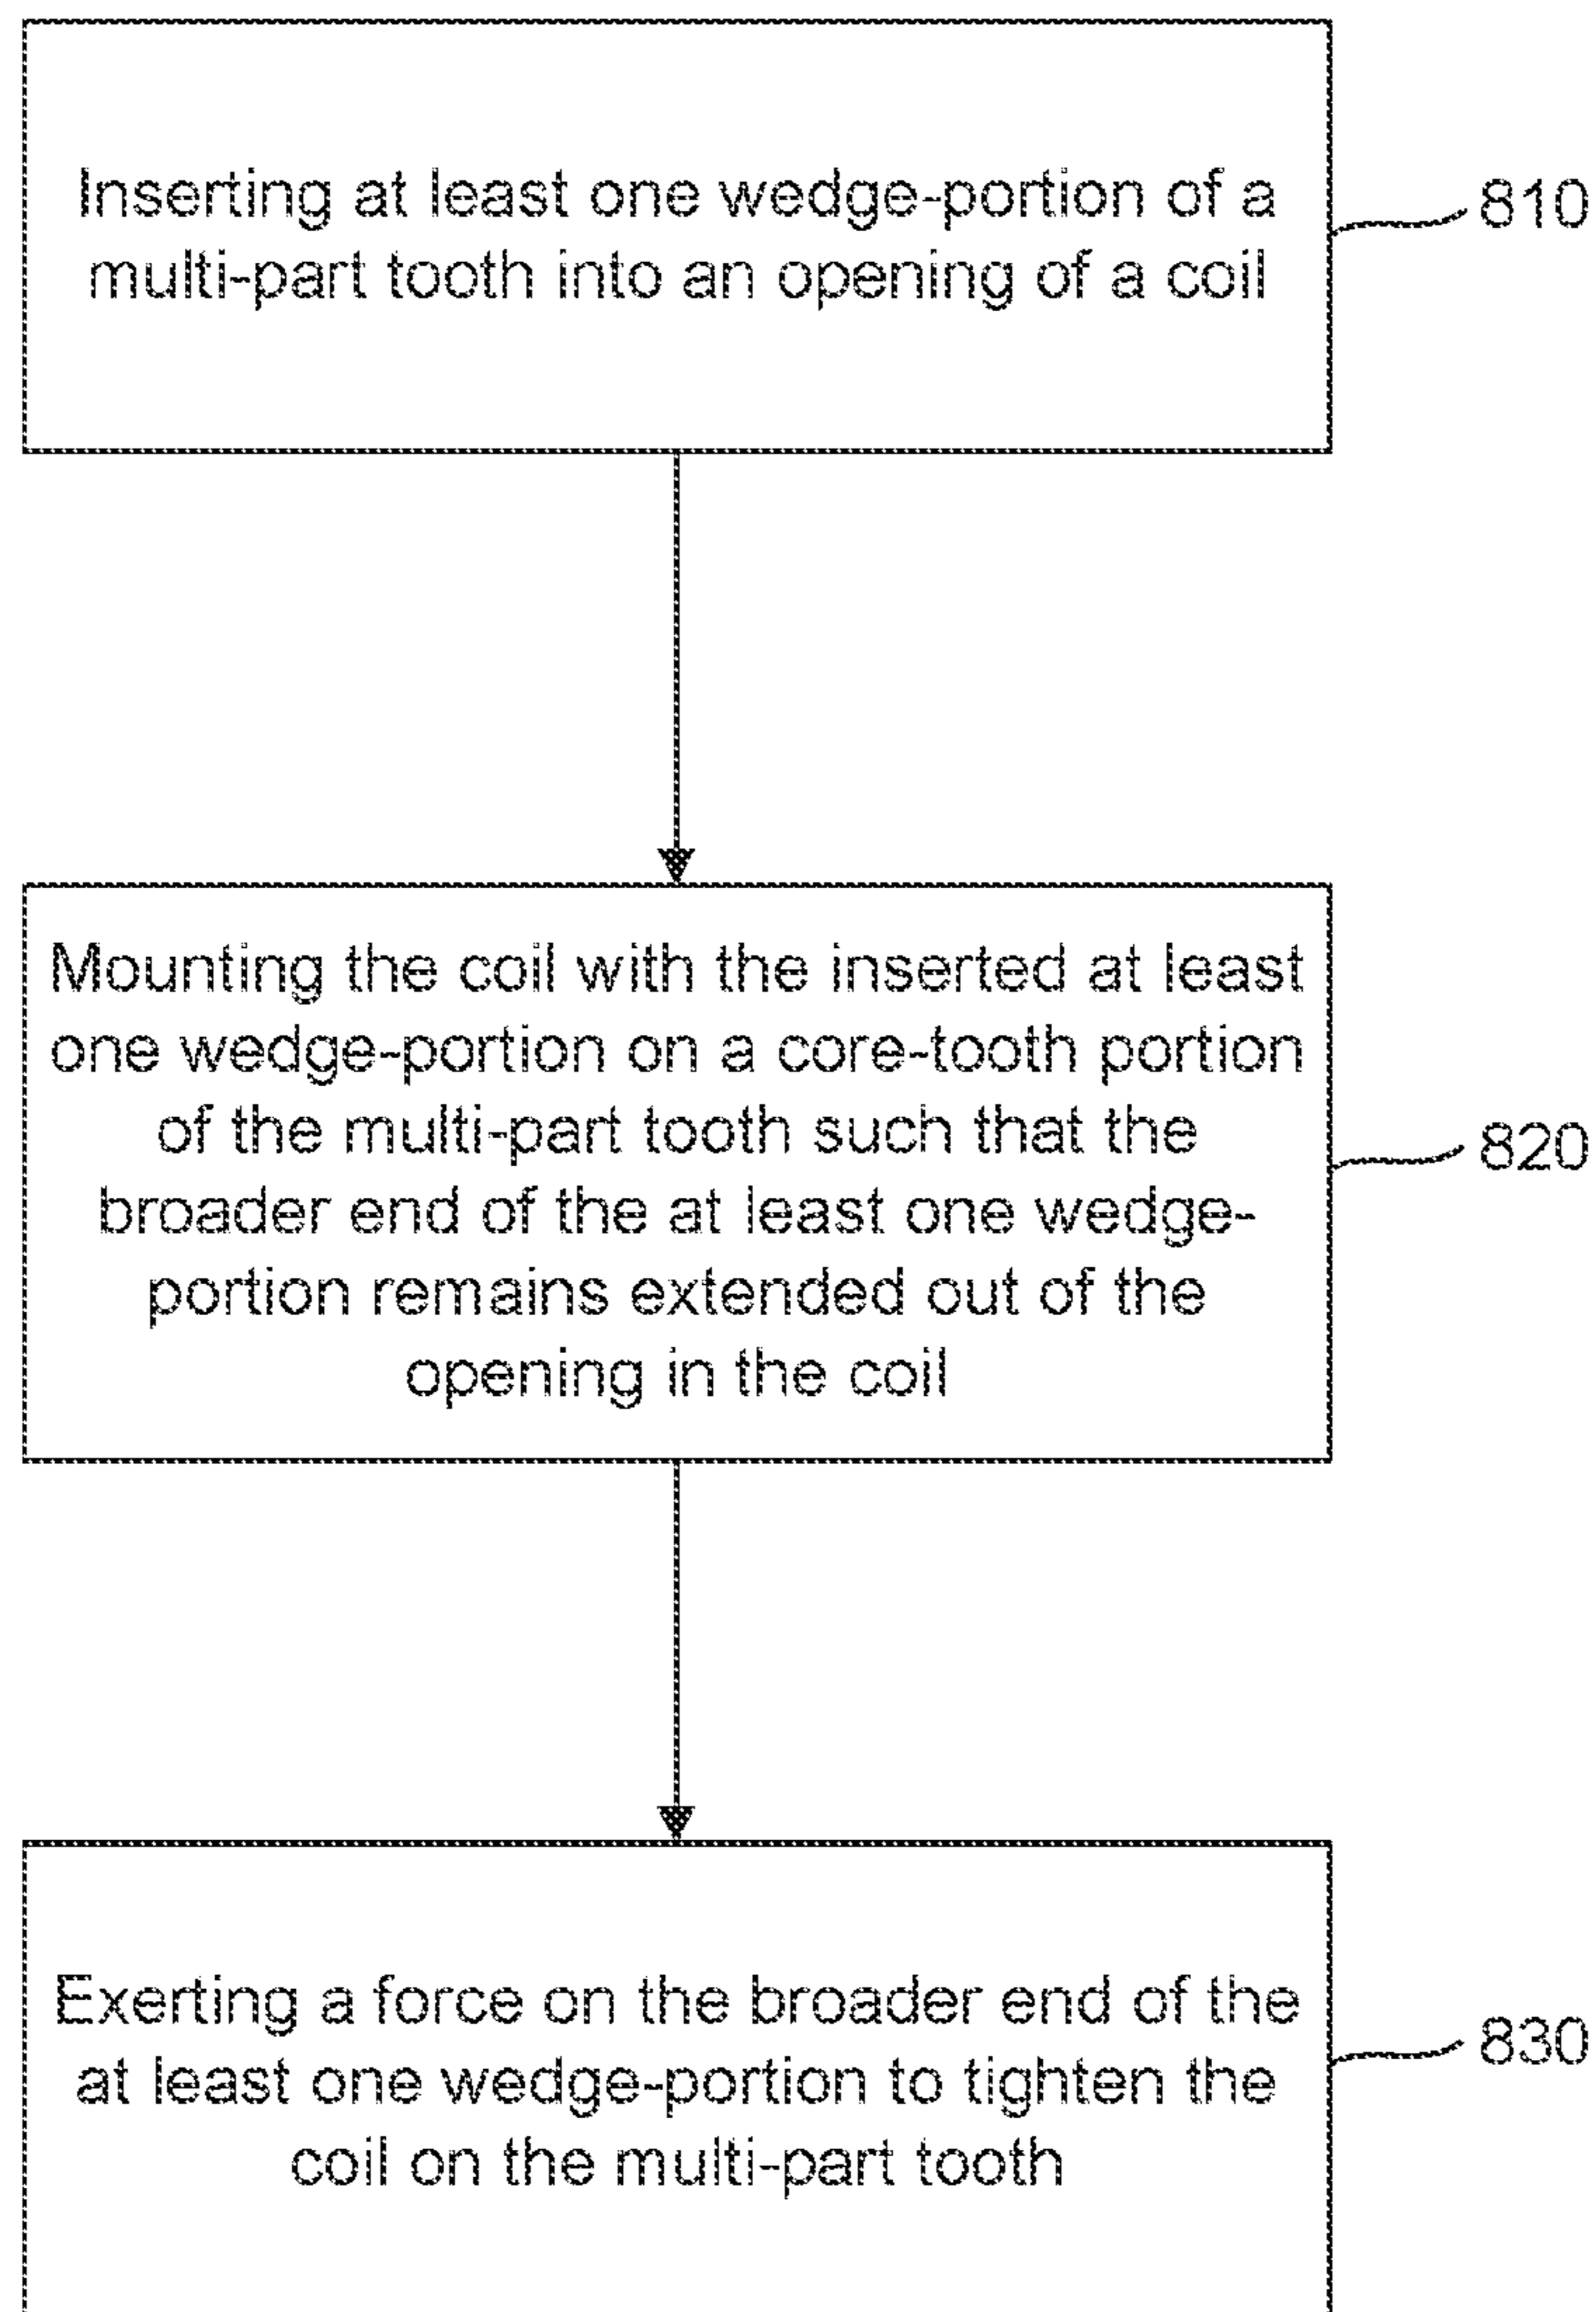 Inserting at least one wedge-portion of a
multi-part tooth into an opening of a coil
810
Mounting the coil with the inserted at least
one wedge-portion on a core-tooth portion
of the multi-part tooth such that the
broader end of the at least one wedge-
portion remains extended out of the
opening in the coil
820
Exerting a force on the broader end of the
at least one wedge-portion to tighten the
coil on the multi-part tooth
830